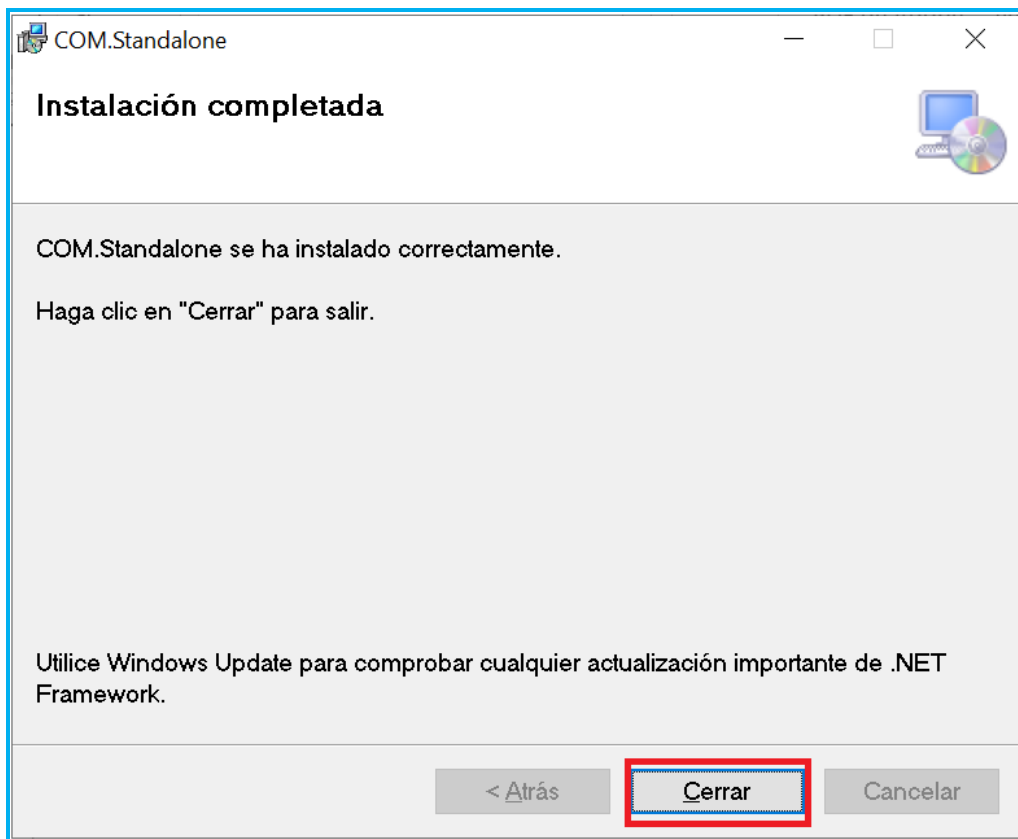 COM.Standalone
Instalación completada
COM.Standalone se ha instalado correctamente.
Haga clic en "Cerrar" para salir.
Utilice Windows Update para comprobar cualquier actualización importante de .NET
Framework.
< Atrás
Cerrar
Cancelar